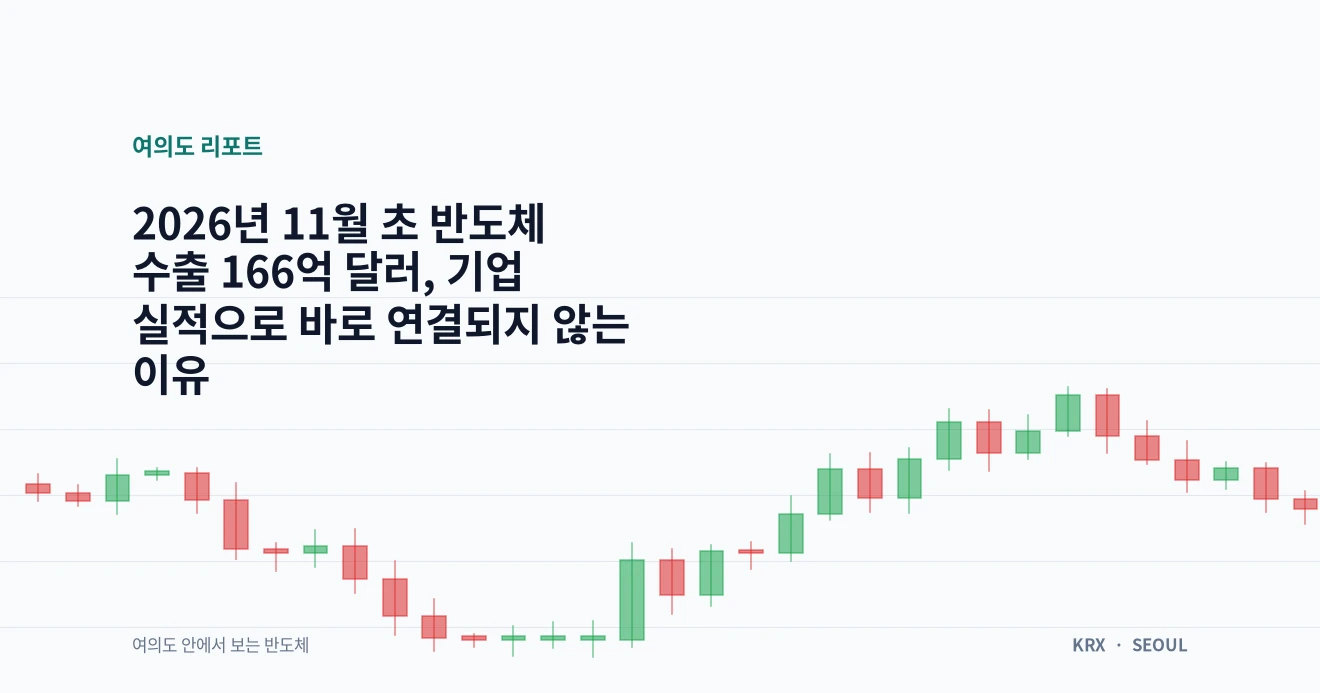 여의도 리포트
2026년 11월 초 반도체
수출 166억 달러, 기업
실적으로 바로 연결되지 않는
이유
여의도 안에서 보는 반도체
KRX · SEOUL